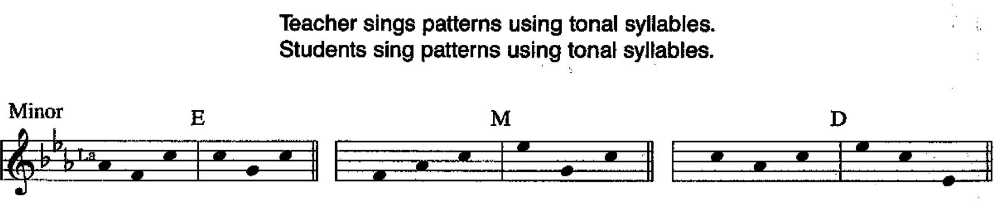 Teacher sings patterns using tonal syllables.
Students sing patterns using tonal syllables.
Minor
E M D
La